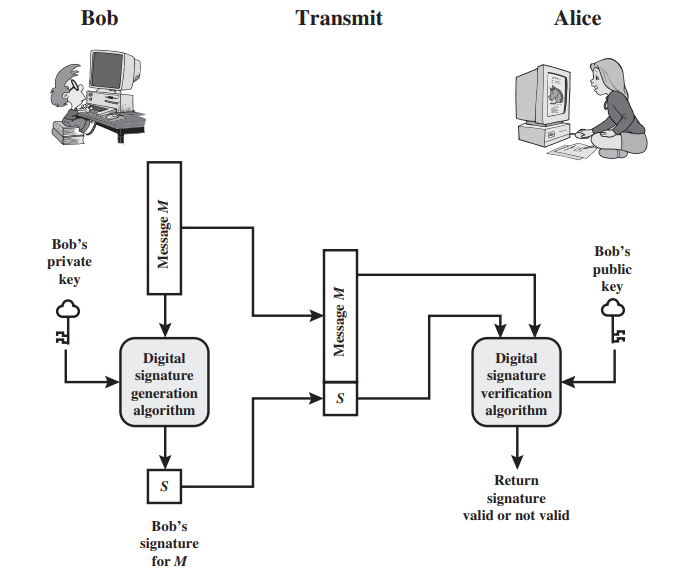 Bob
Transmit
Alice
Message M
Bob's
private
key
Message M
S
Bob's
public
key
Digital
signature
generation
algorithm
Digital
signature
verification
algorithm
S
Bob's
signature
for M
Return
signature
valid or not valid